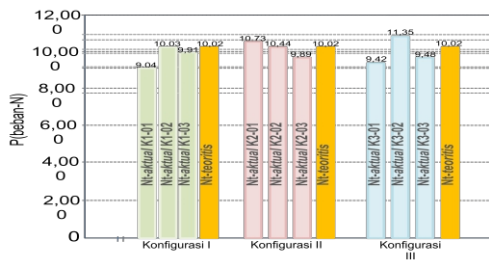 P(beban-N)
12,00
10,00
8,00
6,00
4,00
2,00
0
9,04
10,03
9,91
10,02
10,73
10,44
9,89
10,02
9,42
11,35
9,48
10,02
Nt-aktual K1-01
Nt-aktual K1-02
Nt-aktual K1-03
Nt-teoritis
Nt-aktual K2-01
Nt-aktual K2-02
Nt-aktual K2-03
Nt-teoritis
Nt-aktual K3-01
Nt-aktual K3-02
Nt-aktual K3-03
Nt-teoritis
Konfigurasi I
Konfigurasi II
Konfigurasi
III